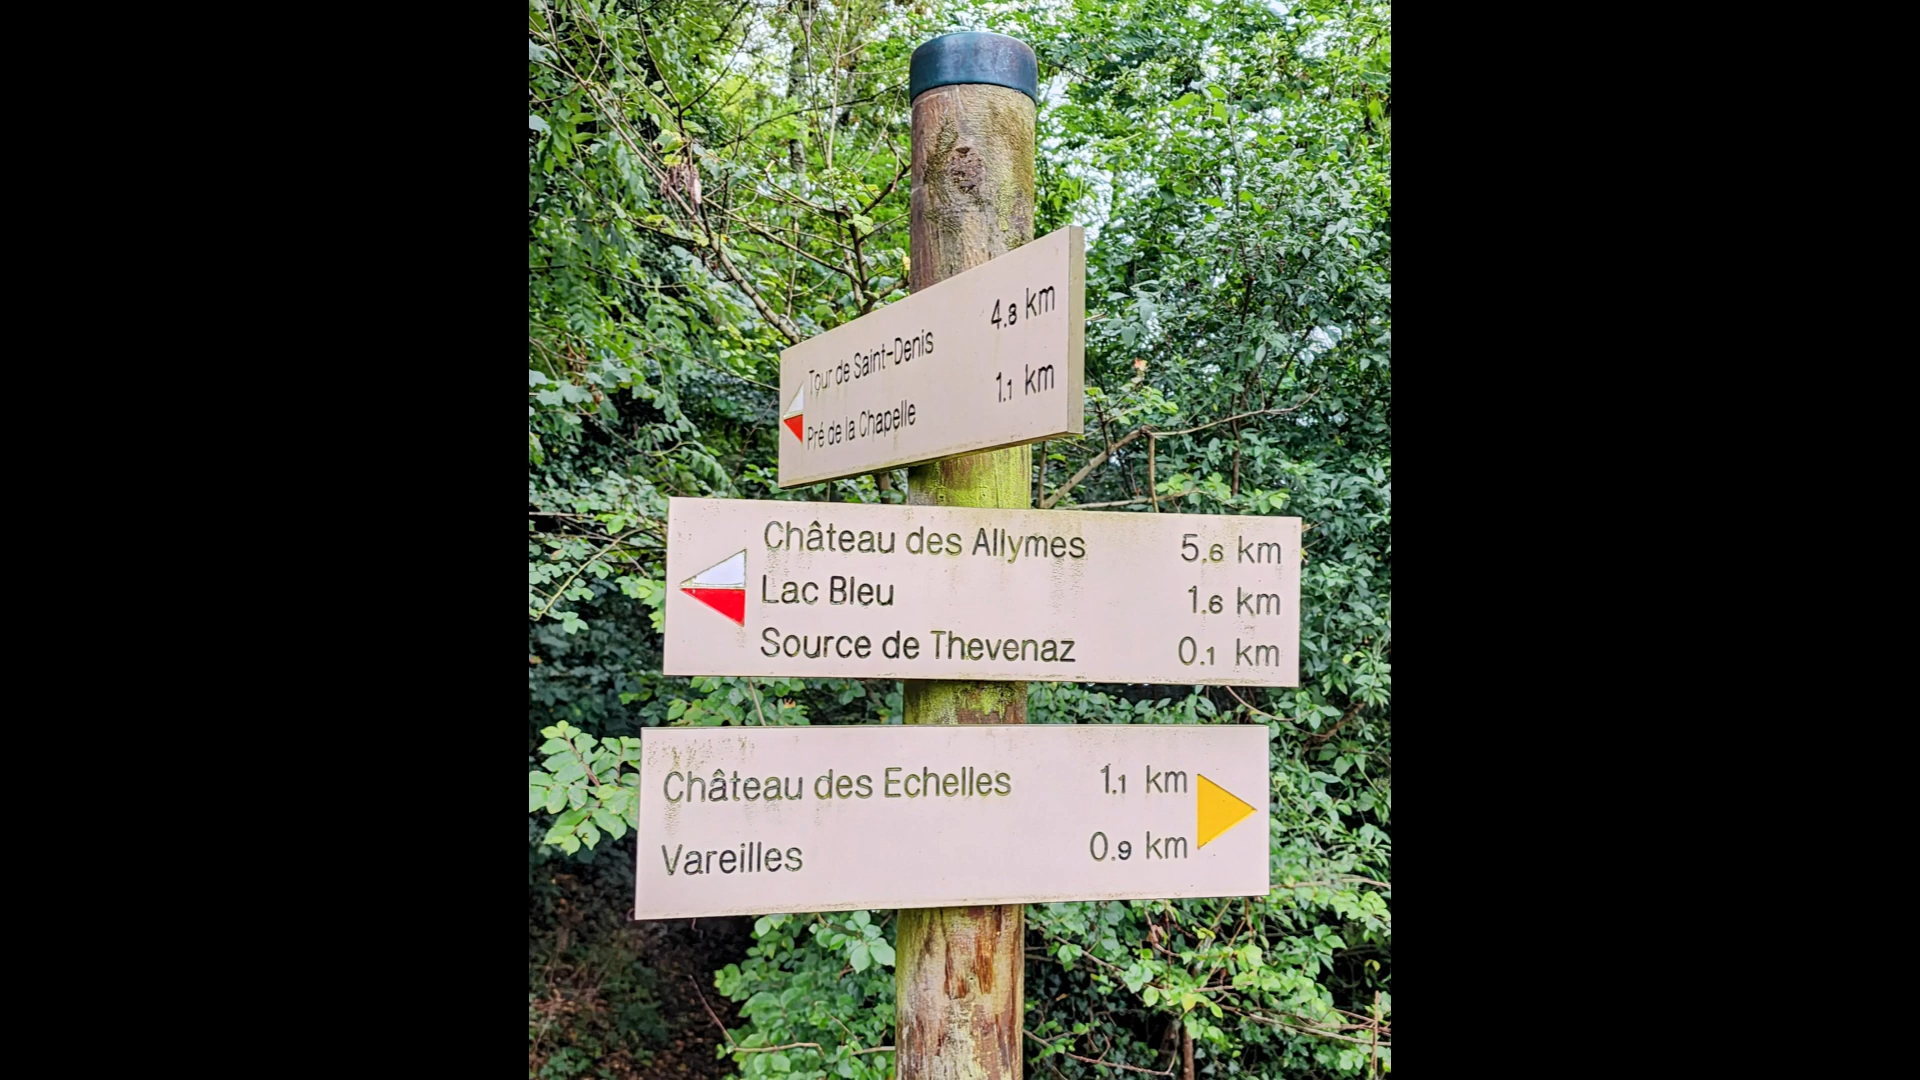 Tour de Saint-Denis 4.8 km
Pré de la Chapelle 1.1 km
Château des Allymes 5.6 km
Lac Bleu 1.6 km
Source de Thevenaz 0.1 km
Château des Echelles 1.1 km
Vareilles 0.9 km